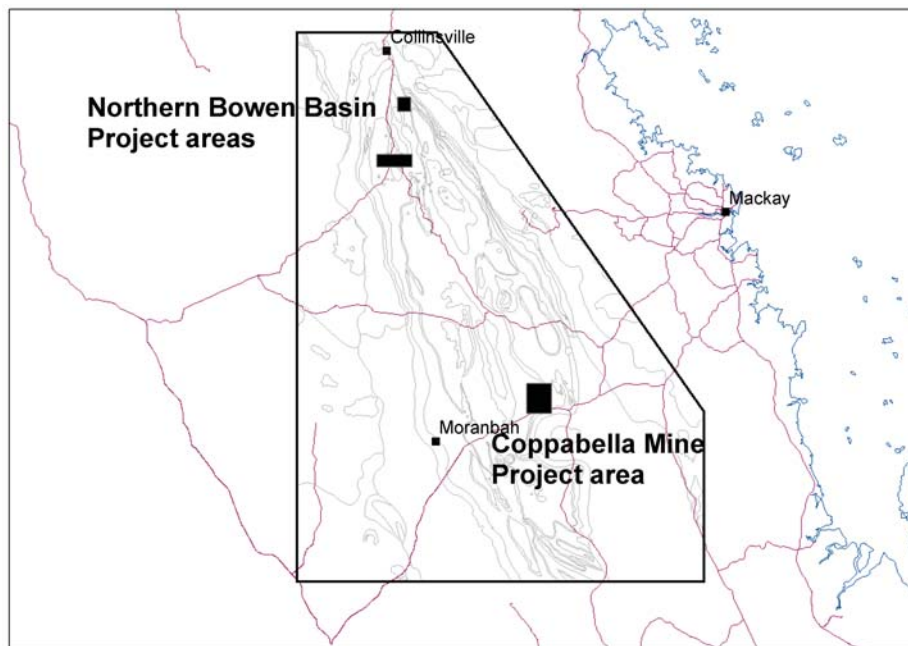 Collinsville
Northern Bowen Basin
Project areas
Mackay
Moranbah
Coppabella Mine
Project area